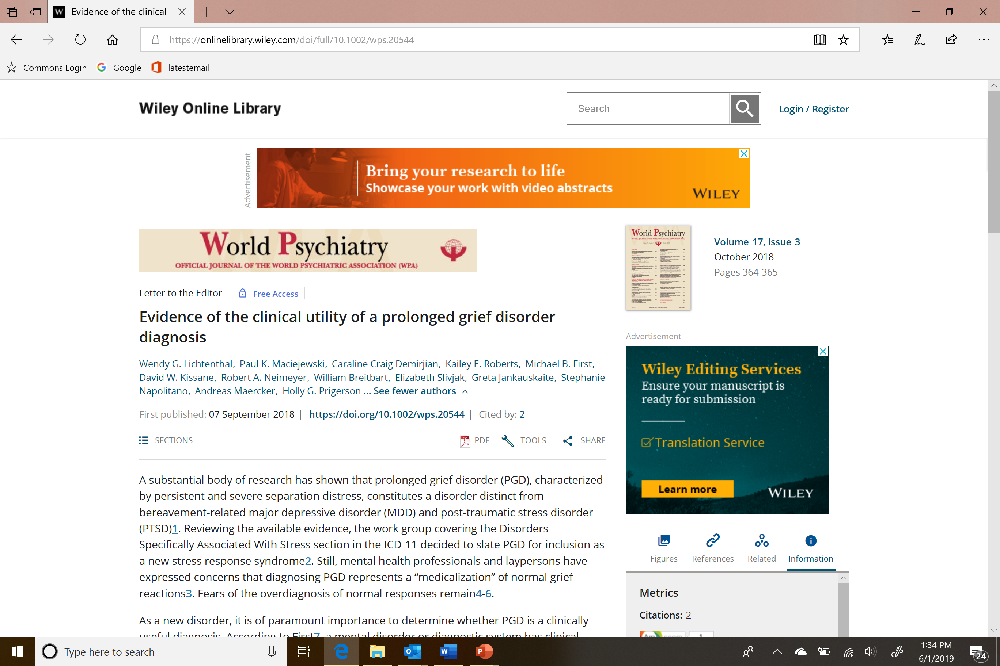 Evidence of the clinical
https://onlinelibrary.wiley.com/doi/full/10.1002/wps.20544
Commons Login Google latestemail
Wiley Online Library
Search
Login / Register
Advertisement
Bring your research to life
Showcase your work with video abstracts
WILEY
World Psychiatry
OFFICIAL JOURNAL OF THE WORLD PSYCHIATRIC ASSOCIATION (WPA)
World Psychiatry
Volume 17, Issue 3
October 2018
Pages 364-365
Letter to the Editor Free Access
Evidence of the clinical utility of a prolonged grief disorder
diagnosis
Wendy G. Lichtenthal, Paul K. Maciejewski, Caraline Craig Demirjian, Kailey E. Roberts, Michael B. First,
David W. Kissane, Robert A. Neimeyer, William Breitbart, Elizabeth Slivjak, Greta Jankauskaite, Stephanie
Napolitano, Andreas Maercker, Holly G. Prigerson ... See fewer authors
First published: 07 September 2018 | https://doi.org/10.1002/wps.20544 | Cited by: 2
SECTIONS PDF TOOLS SHARE
A substantial body of research has shown that prolonged grief disorder (PGD), characterized
by persistent and severe separation distress, constitutes a disorder distinct from
bereavement-related major depressive disorder (MDD) and post-traumatic stress disorder
(PTSD)1. Reviewing the available evidence, the work group covering the Disorders
Specifically Associated With Stress section in the ICD-11 decided to slate PGD for inclusion as
a new stress response syndrome2. Still, mental health professionals and laypersons have
expressed concerns that diagnosing PGD represents a “medicalization” of normal grief
reactions3. Fears of the overdiagnosis of normal responses remain4-6.
As a new disorder, it is of paramount importance to determine whether PGD is a clinically
useful diagnosis. According to First7, a mental disorder or diagnostic system has clinical
Advertisement
Wiley Editing Services
Ensure your manuscript is
ready for submission
Translation Service
Learn more
WILEY
Figures References Related Information
Metrics
Citations: 2
Type here to search
1:34 PM
6/1/2019
24